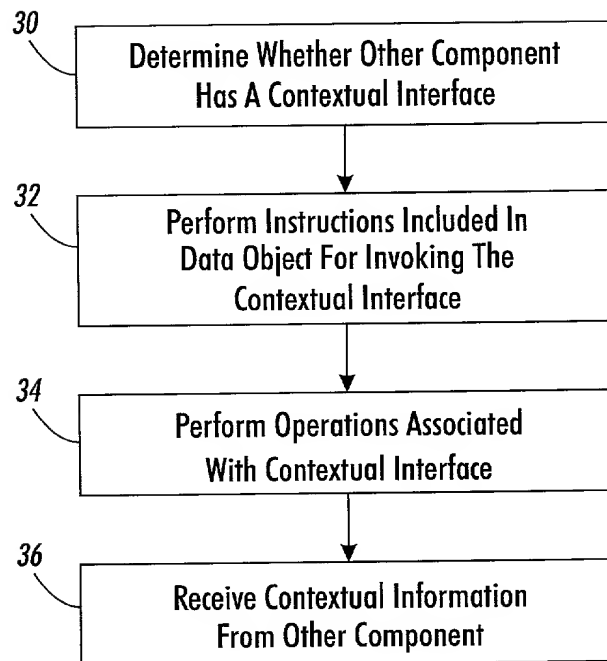 30
Determine Whether Other Component
Has A Contextual Interface
32
Perform Instructions Included In
Data Object For Invoking The
Contextual Interface
34
Perform Operations Associated
With Contextual Interface
36
Receive Contextual Information
From Other Component